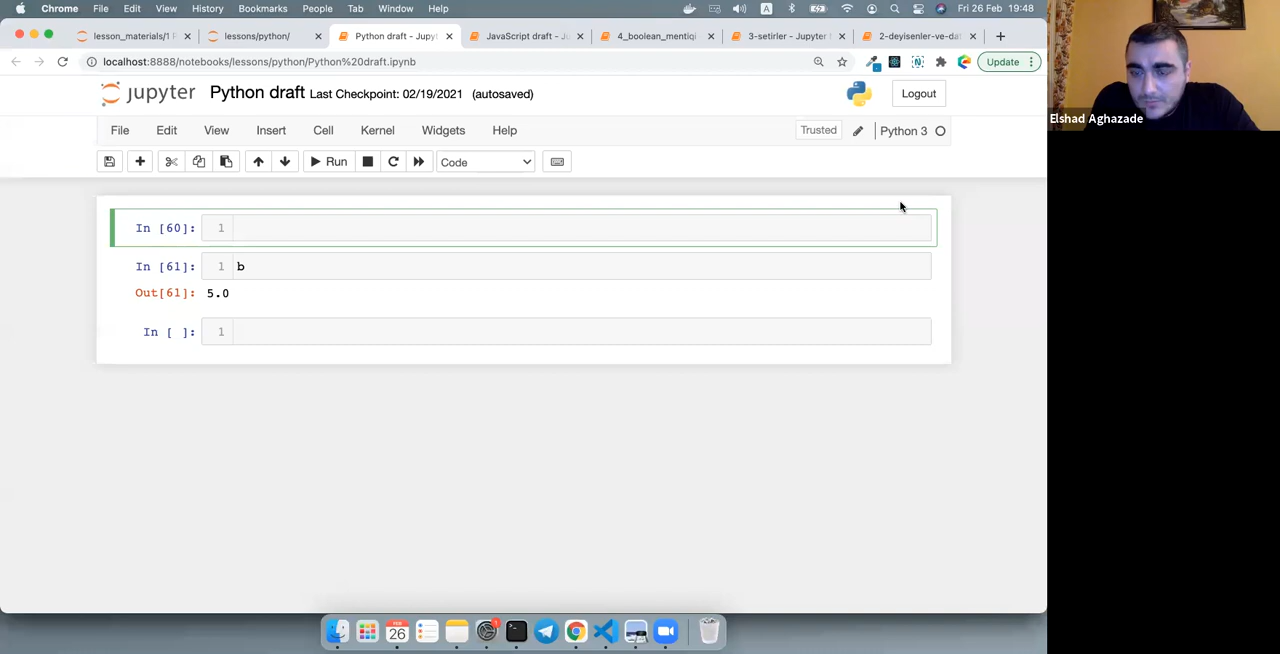 Chrome File Edit View History Bookmarks People Tab Window Help
A
Fri 26 Feb 19:48
lesson_materials/1 F
lessons/python/
Python draft - Jupyt
JavaScript draft - Ju
4_boolean_mentiqi
3-setirler - Jupyter
2-deyisenler-ve-dat
localhost:8888/notebooks/lessons/python/Python%20draft.ipynb
Update
jupyter Python draft Last Checkpoint: 02/19/2021 (autosaved)
Logout
File Edit View Insert Cell Kernel Widgets Help
Trusted
Python 3
Run
Code
In [60]: 1
In [61]: 1 b
Out[61]: 5.0
In [ ]: 1
FEB
26
1
Elshad Aghazade